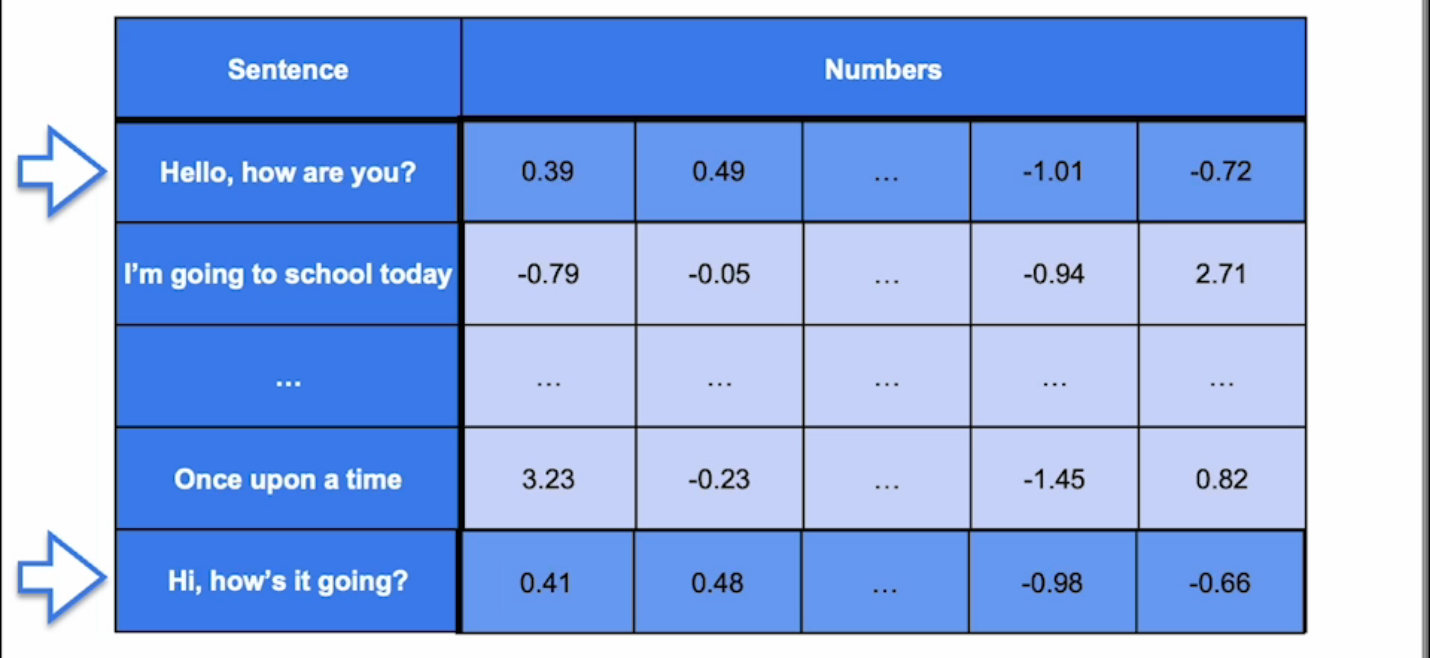 Sentence Numbers
Hello, how are you? 0.39 0.49 ... -1.01 -0.72
I'm going to school today -0.79 -0.05 ... -0.94 2.71
... ... ... ... ... ...
Once upon a time 3.23 -0.23 ... -1.45 0.82
Hi, how's it going? 0.41 0.48 ... -0.98 -0.66